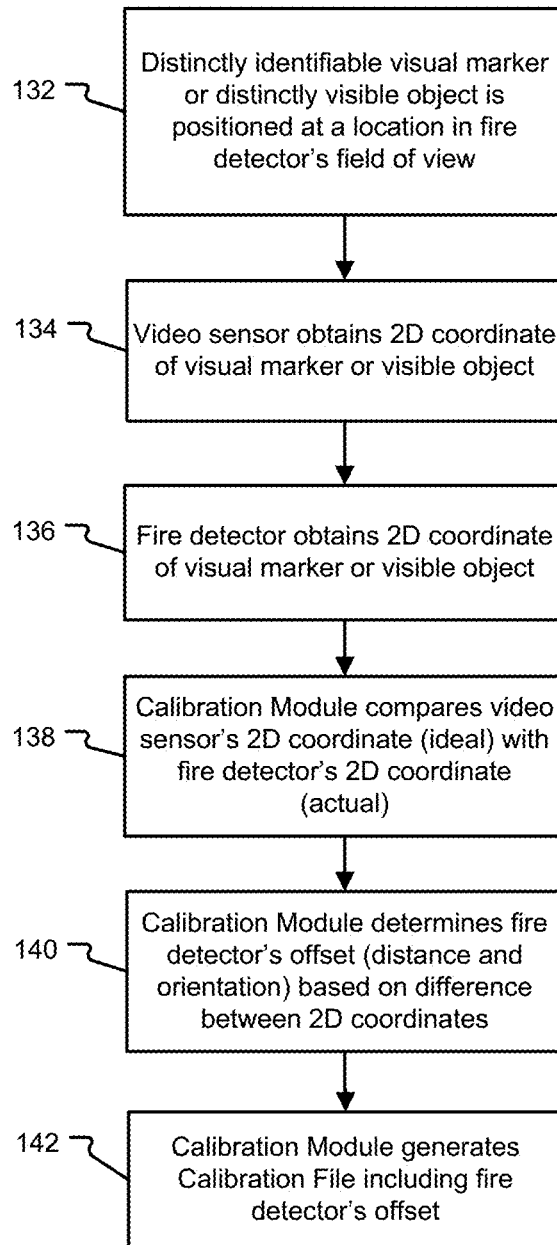 132
Distinctly identifiable visual marker
or distinctly visible object is
positioned at a location in fire
detector's field of view
134
Video sensor obtains 2D coordinate
of visual marker or visible object
136
Fire detector obtains 2D coordinate
of visual marker or visible object
138
Calibration Module compares video
sensor's 2D coordinate (ideal) with
fire detector's 2D coordinate
(actual)
140
Calibration Module determines fire
detector's offset (distance and
orientation) based on difference
between 2D coordinates
142
Calibration Module generates
Calibration File including fire
detector's offset